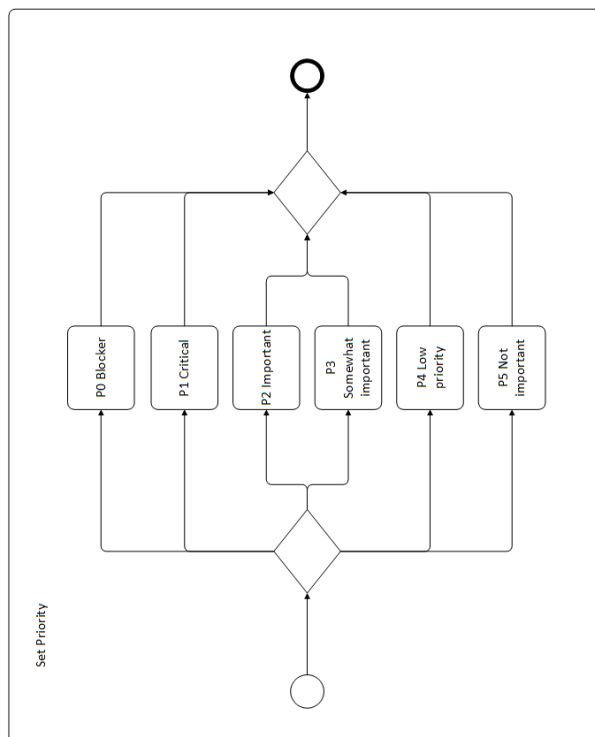 Set Priority
P0 Blocker
P1 Critical
P2 Important
P3
Somewhat
important
P4 Low
priority
P5 Not
important